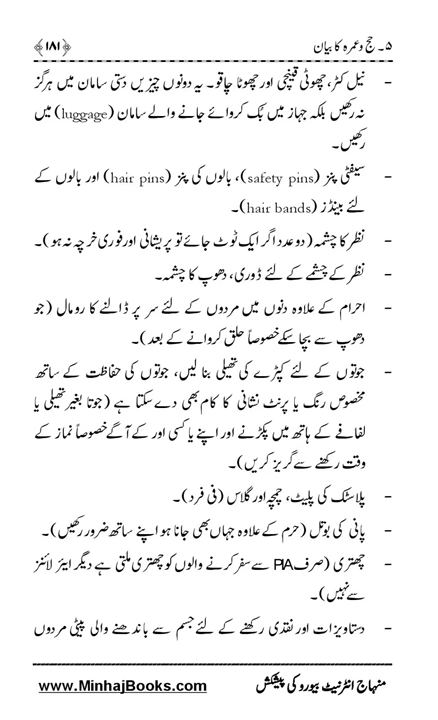 ۵۔ حج وعمرہ کا بیان ﴿۱۸۱﴾
- نیل کٹر، چھوٹی قینچی اور چھوٹا چاقو۔ یہ دونوں چیزیں دستی سامان میں ہرگز
نہ رکھیں بلکہ جہاز میں بُک کروائے جانے والے سامان (luggage) میں
رکھیں۔
- سیفٹی پنز (safety pins)، بالوں کی پنز (hair pins) اور بالوں کے
لئے بینڈز (hair bands)۔
- نظر کا چشمہ (دو عدد اگر ایک ٹوٹ جائے تو پریشانی اور فوری خرچہ نہ ہو)۔
- نظر کے چشمے کے لئے ڈوری، دھوپ کا چشمہ۔
- احرام کے علاوہ دنوں میں مردوں کے لئے سر پر ڈالنے کا رومال (جو
دھوپ سے بچا سکے خصوصاً حلق کروانے کے بعد)۔
- جوتوں کے لئے کپڑے کی تھیلی بنا لیں، جوتوں کی حفاظت کے ساتھ
مخصوص رنگ یا پرنٹ نشانی کا کام بھی دے سکتا ہے (جوتا بغیر تھیلی یا
لفافے کے ہاتھ میں پکڑنے اور اپنے یا کسی اور کے آگے خصوصاً نماز کے
وقت رکھنے سے گریز کریں)۔
- پلاسٹک کی پلیٹ، چمچہ اور گلاس (فی فرد)۔
- پانی کی بوتل (حرم کے علاوہ جہاں بھی جانا ہو اپنے ساتھ ضرور رکھیں)۔
- چھتری (صرف PIA سے سفر کرنے والوں کو چھتری ملتی ہے دیگر ایئر لائنز
سے نہیں)۔
- دستاویزات اور نقدی رکھنے کے لئے جسم سے باندھنے والی پیٹی مردوں
منہاج انٹرنیٹ بیورو کی پیشکش www.MinhajBooks.com